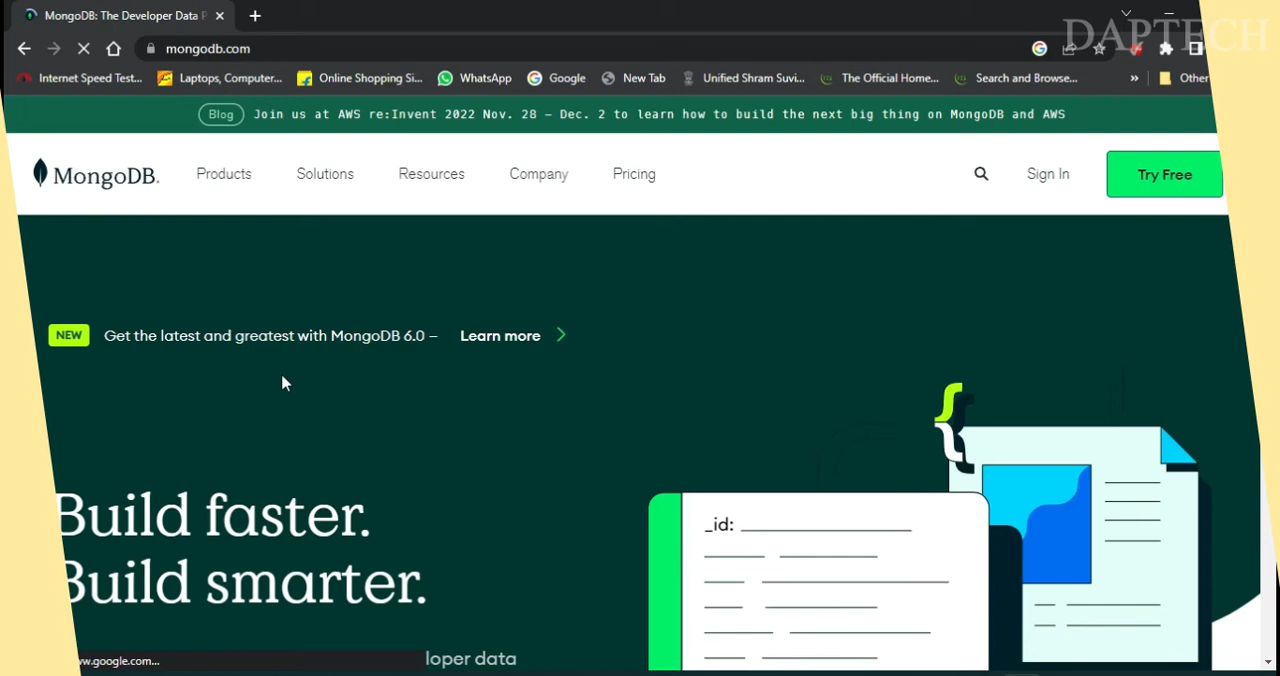 MongoDB: The Developer Data P
DAPTECH
mongodb.com
Internet Speed Test...
Laptops, Computer...
Online Shopping Si...
WhatsApp
Google
New Tab
Unified Shram Suvi...
The Official Home...
Search and Browse...
Other
Blog
Join us at AWS re:Invent 2022 Nov. 28 – Dec. 2 to learn how to build the next big thing on MongoDB and AWS
MongoDB.
Products
Solutions
Resources
Company
Pricing
Sign In
Try Free
NEW
Get the latest and greatest with MongoDB 6.0 –
Learn more
Build faster.
Build smarter.
_id:
loper data
ww.google.com...